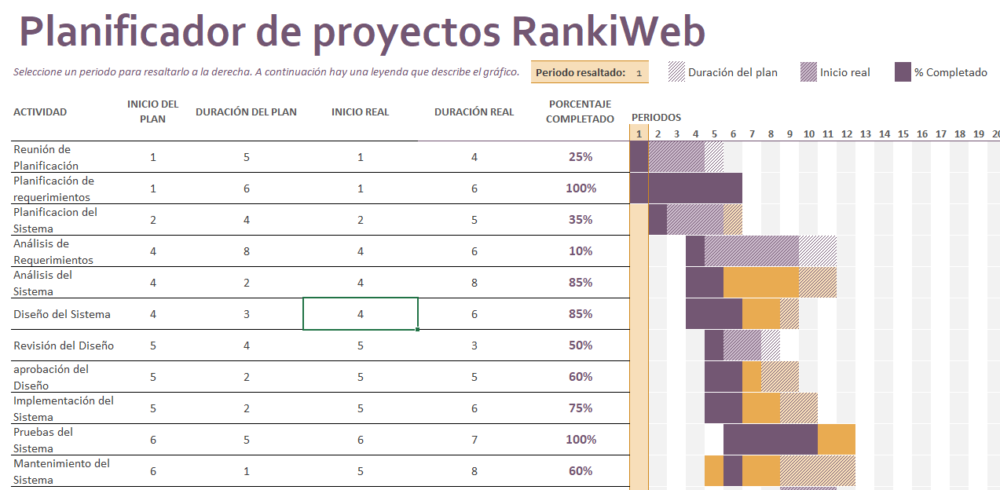 Planificador de proyectos RankiWeb
Seleccione un periodo para resaltarlo a la derecha. A continuación hay una leyenda que describe el gráfico. Periodo resaltado: 1 Duración del plan Inicio real % Completado
ACTIVIDAD INICIO DEL PLAN DURACIÓN DEL PLAN INICIO REAL DURACIÓN REAL PORCENTAJE COMPLETADO PERIODOS
1 2 3 4 5 6 7 8 9 10 11 12 13 14 15 16 17 18 19 20
Reunión de
Planificación 1 5 1 4 25%
Planificación de
requerimientos 1 6 1 6 100%
Planificacion del
Sistema 2 4 2 5 35%
Análisis de
Requerimientos 4 8 4 6 10%
Análisis del
Sistema 4 2 4 8 85%
Diseño del Sistema 4 3 4 6 85%
Revisión del Diseño 5 4 5 3 50%
aprobación del
Diseño 5 2 5 5 60%
Implementación del
Sistema 5 2 5 6 75%
Pruebas del
Sistema 6 5 6 7 100%
Mantenimiento del
Sistema 6 1 5 8 60%